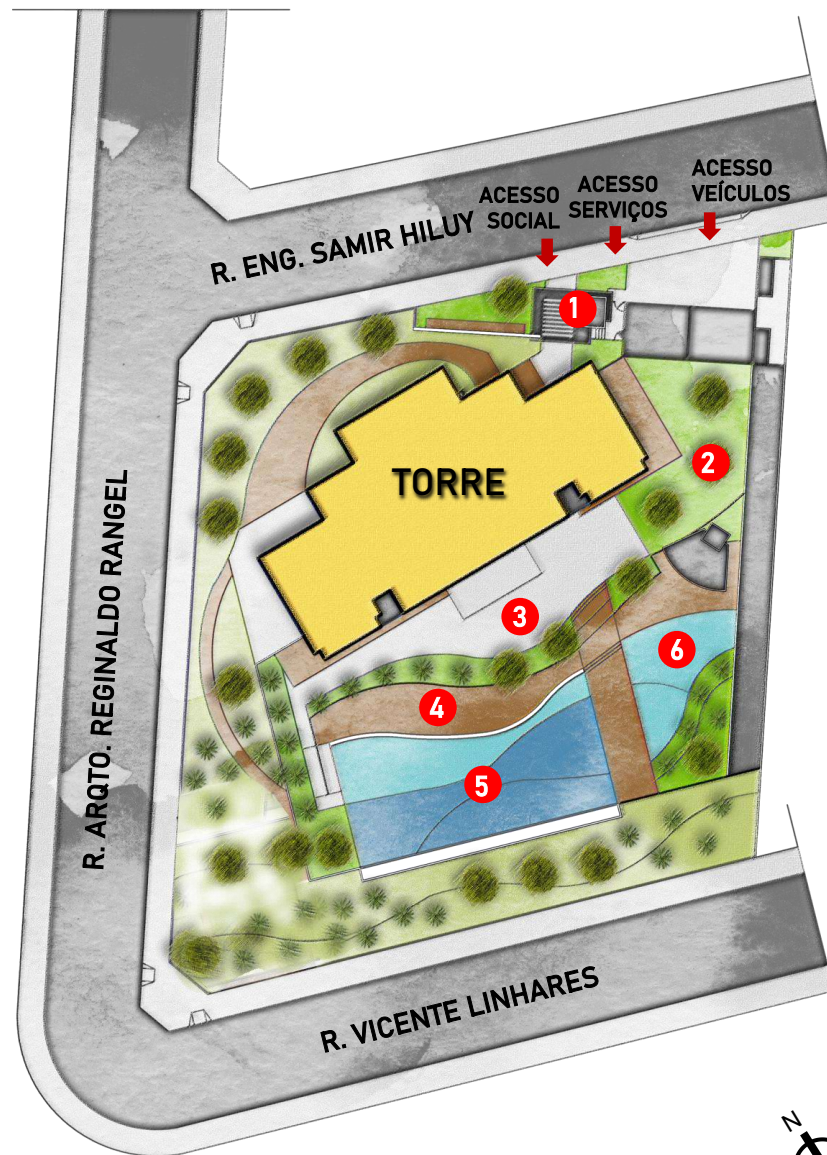 ACESSO
SOCIAL
ACESSO
SERVIÇOS
ACESSO
VEÍCULOS
R. ENG. SAMIR HILUY
1
2
TORRE
3
6
4
5
R. ARQTO. REGINALDO RANGEL
R. VICENTE LINHARES
N